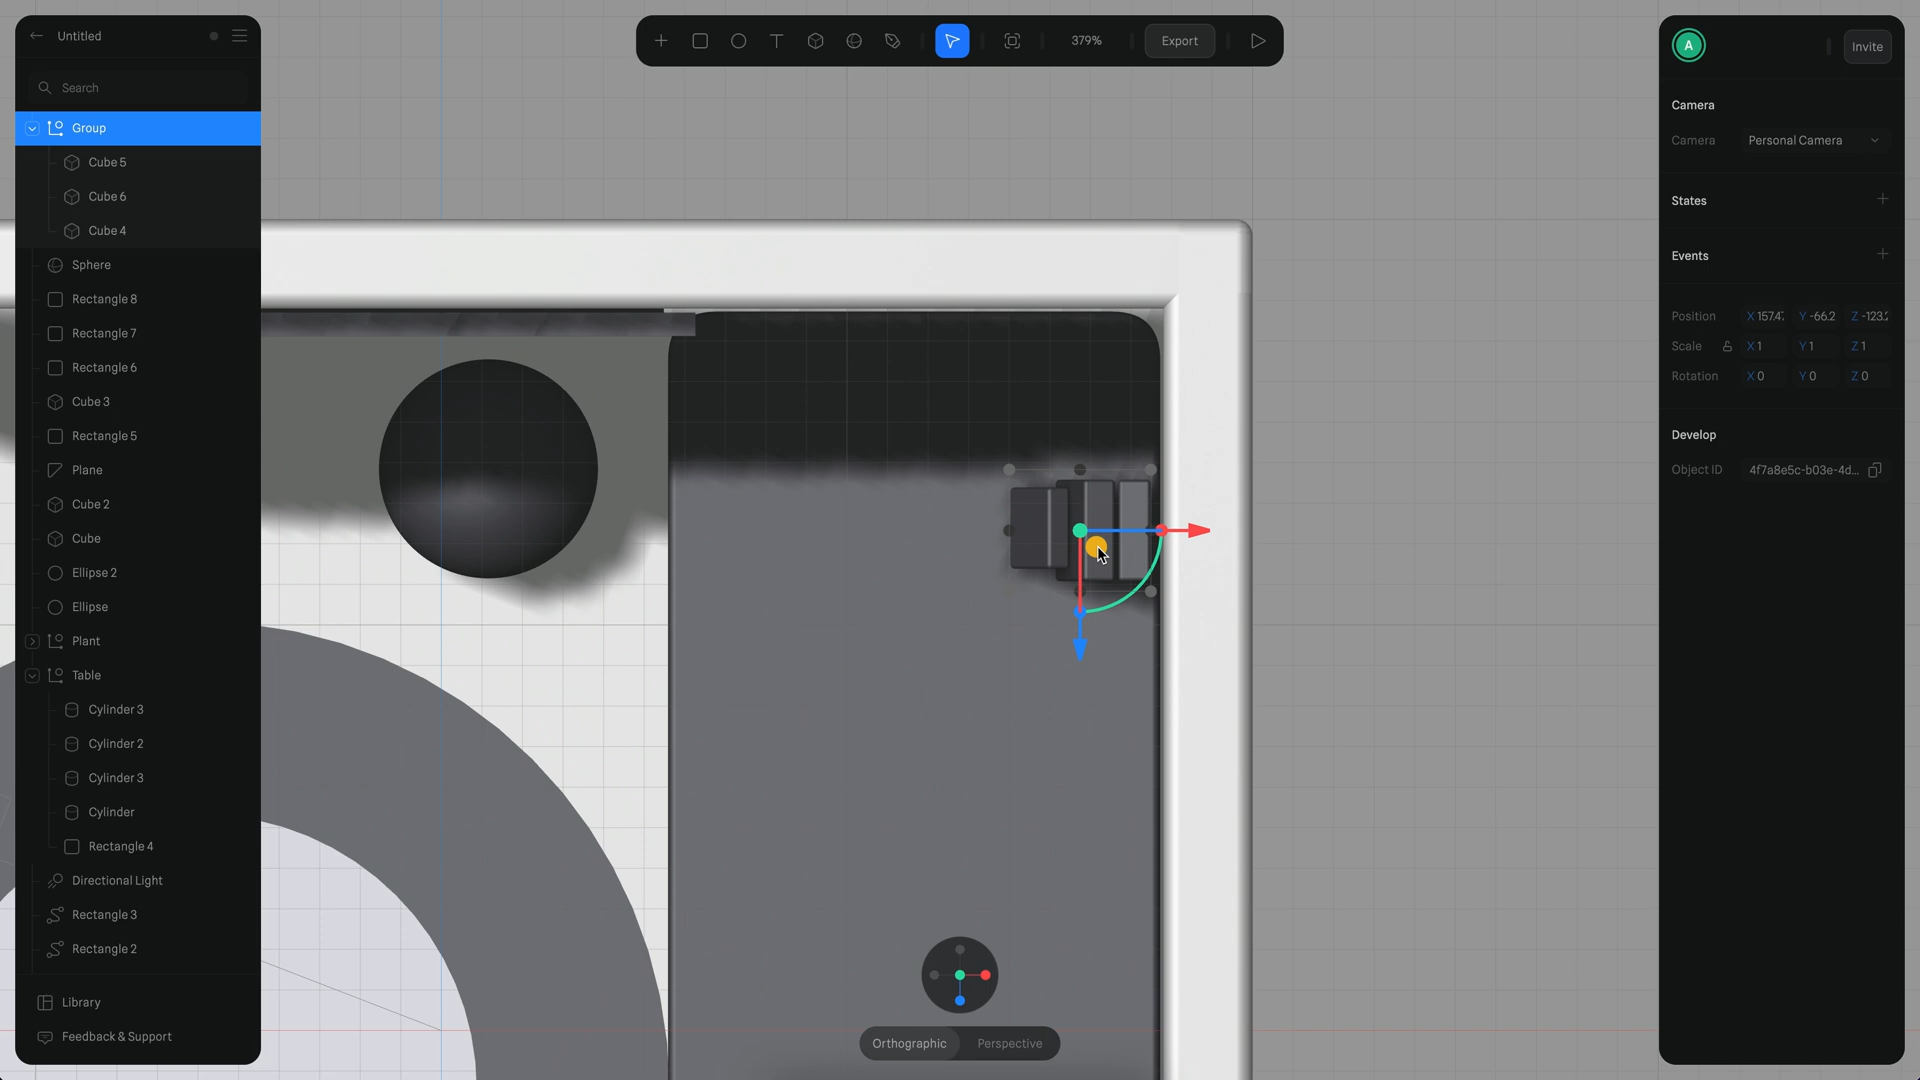 Untitled
Search
Group
Cube 5
Cube 6
Cube 4
Sphere
Rectangle 8
Rectangle 7
Rectangle 6
Cube 3
Rectangle 5
Plane
Cube 2
Cube
Ellipse 2
Ellipse
Plant
Table
Cylinder 3
Cylinder 2
Cylinder 3
Cylinder
Rectangle 4
Directional Light
Rectangle 3
Rectangle 2
Library
Feedback & Support
379%
Export
Orthographic
Perspective
A
Invite
Camera
Camera Personal Camera
States
Events
Position X 157.4 Y -66.2 Z -123.
Scale X 1 Y 1 Z 1
Rotation X 0 Y 0 Z 0
Develop
Object ID 4f7a8e5c-b03e-4d...